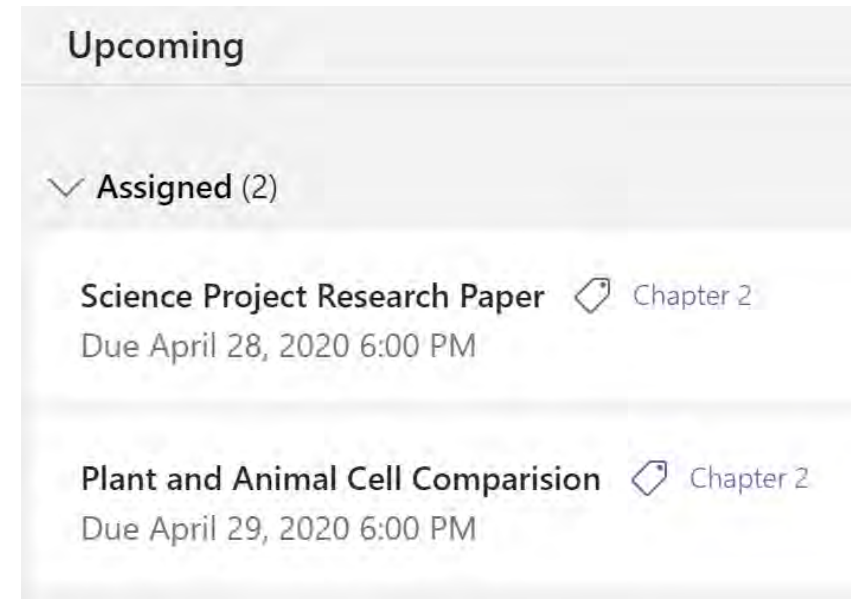 Upcoming
Assigned (2)
Science Project Research Paper Chapter 2
Due April 28, 2020 6:00 PM
Plant and Animal Cell Comparision Chapter 2
Due April 29, 2020 6:00 PM